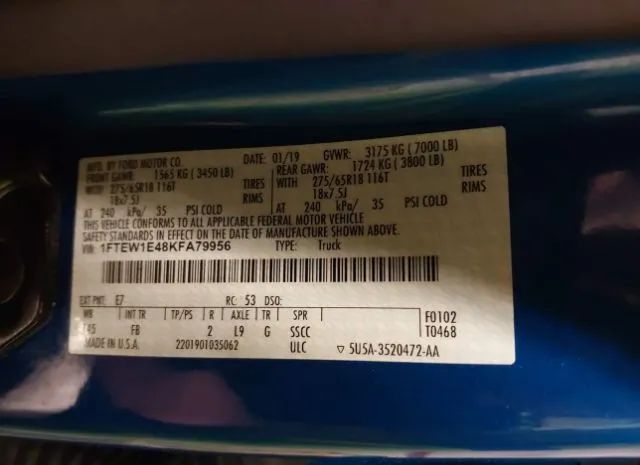 MFD. BY FORD MOTOR CO.
DATE: 01/19 GVWR: 3175 KG ( 7000 LB)
FRONT GAWR: 1565 KG ( 3450 LB)
REAR GAWR: 1724 KG ( 3800 LB)
WITH 275/65R18 116T TIRES
WITH 275/65R18 116T TIRES
18x7.5J RIMS
18x7.5J RIMS
AT 240 kPa/ 35 PSI COLD
AT 240 kPa/ 35 PSI COLD
THIS VEHICLE CONFORMS TO ALL APPLICABLE FEDERAL MOTOR VEHICLE
SAFETY STANDARDS IN EFFECT ON THE DATE OF MANUFACTURE SHOWN ABOVE.
VIN: 1FTEW1E48KFA79956 TYPE: Truck
EXT PNT: E7 RC: 53 DSO:
WB INT TR TP/PS R AXLE TR SPR F0102
145 FB 2 L9 G SSCC T0468
MADE IN U.S.A. 2201901035062 ULC ▽ 5U5A-3520472-AA